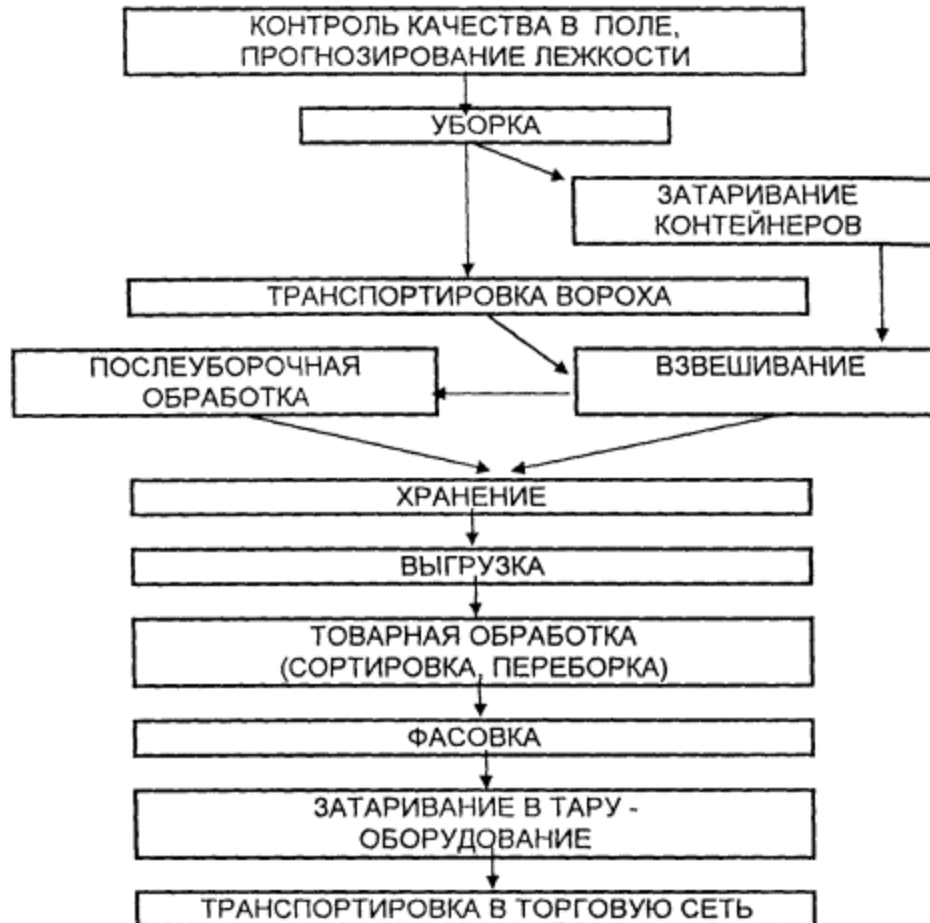 КОНТРОЛЬ КАЧЕСТВА В ПОЛЕ,
ПРОГНОЗИРОВАНИЕ ЛЕЖКОСТИ
УБОРКА
ЗАТАРИВАНИЕ
КОНТЕЙНЕРОВ
ТРАНСПОРТИРОВКА ВОРОХА
ПОСЛЕУБОРОЧНАЯ
ОБРАБОТКА
ВЗВЕШИВАНИЕ
ХРАНЕНИЕ
ВЫГРУЗКА
ТОВАРНАЯ ОБРАБОТКА
(СОРТИРОВКА, ПЕРЕБОРКА)
ФАСОВКА
ЗАТАРИВАНИЕ В ТАРУ -
ОБОРУДОВАНИЕ
ТРАНСПОРТИРОВКА В ТОРГОВУЮ СЕТЬ